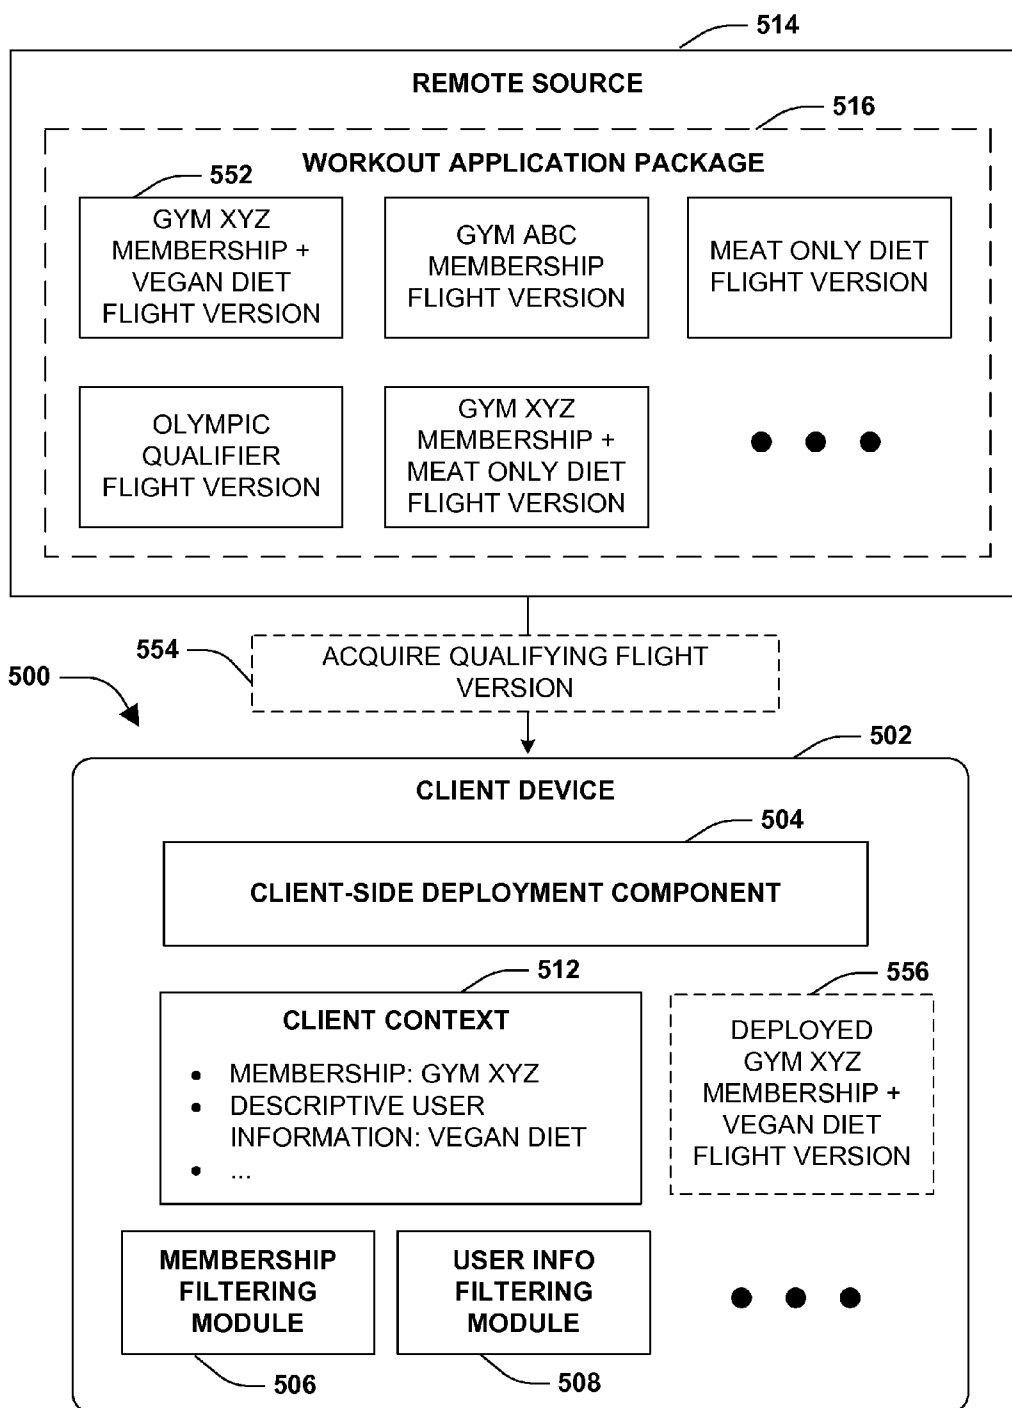 514
REMOTE SOURCE
516
WORKOUT APPLICATION PACKAGE
552
GYM XYZ
MEMBERSHIP +
VEGAN DIET
FLIGHT VERSION
GYM ABC
MEMBERSHIP
FLIGHT VERSION
MEAT ONLY DIET
FLIGHT VERSION
OLYMPIC
QUALIFIER
FLIGHT VERSION
GYM XYZ
MEMBERSHIP +
MEAT ONLY DIET
FLIGHT VERSION
554
ACQUIRE QUALIFYING FLIGHT
VERSION
500
502
CLIENT DEVICE
504
CLIENT-SIDE DEPLOYMENT COMPONENT
512
CLIENT CONTEXT
• MEMBERSHIP: GYM XYZ
• DESCRIPTIVE USER
INFORMATION: VEGAN DIET
• ...
556
DEPLOYED
GYM XYZ
MEMBERSHIP +
VEGAN DIET
FLIGHT VERSION
MEMBERSHIP
FILTERING
MODULE
506
USER INFO
FILTERING
MODULE
508